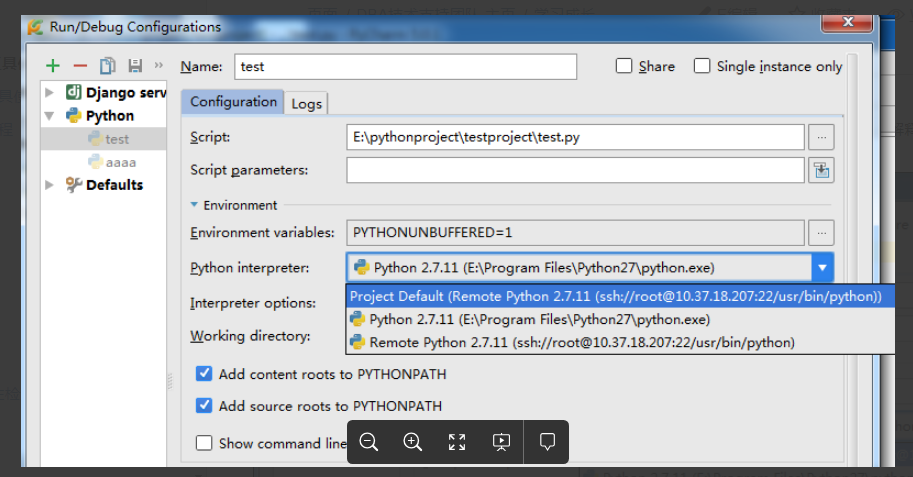 Run/Debug Configurations
Name: test Share Single instance only
Django serv
Python
test
aaaa
Defaults
Configuration Logs
Script: E:\pythonproject\testproject\test.py ...
Script parameters:
Environment
Environment variables: PYTHONUNBUFFERED=1 ...
Python interpreter: Python 2.7.11 (E:\Program Files\Python27\python.exe)
Project Default (Remote Python 2.7.11 (ssh://root@10.37.18.207:22/usr/bin/python))
Interpreter options:
Python 2.7.11 (E:\Program Files\Python27\python.exe)
Working directory:
Remote Python 2.7.11 (ssh://root@10.37.18.207:22/usr/bin/python)
Add content roots to PYTHONPATH
Add source roots to PYTHONPATH
Show command line